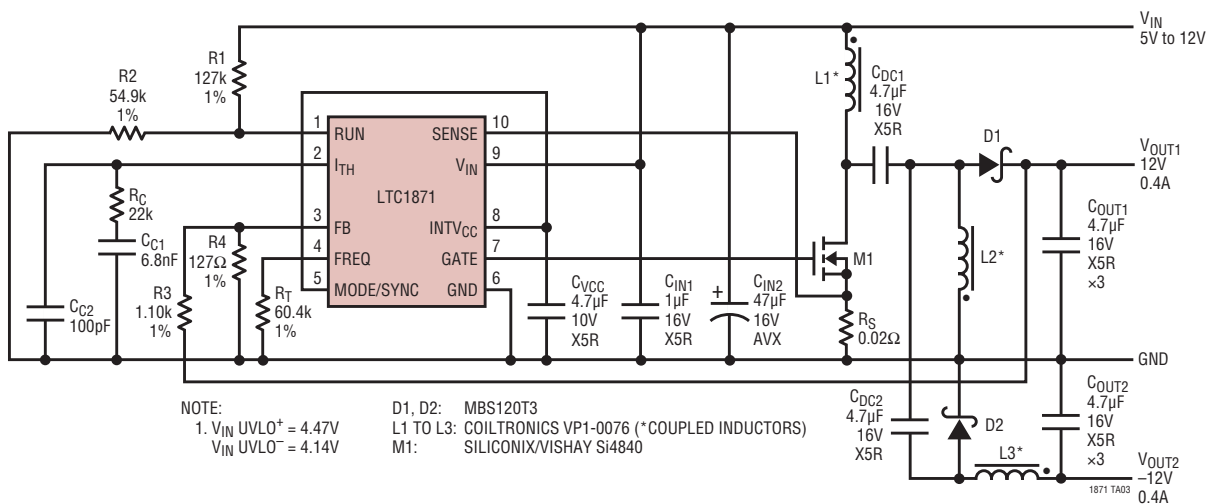 VIN
5V to 12V
R1
127k
1%
R2
54.9k
1%
L1*
CDC1
4.7µF
16V
X5R
D1
VOUT1
12V
0.4A
1
RUN
SENSE
10
2
ITH
VIN
9
LTC1871
3
FB
INTVCC
8
4
FREQ
GATE
7
5
MODE/SYNC
GND
6
RC
22k
CC1
6.8nF
R4
127Ω
1%
R3
1.10k
1%
CC2
100pF
RT
60.4k
1%
CVCC
4.7µF
10V
X5R
CIN1
1µF
16V
X5R
+
CIN2
47µF
16V
AVX
M1
RS
0.02Ω
L2*
COUT1
4.7µF
16V
X5R
×3
GND
CDC2
4.7µF
16V
X5R
D2
L3*
COUT2
4.7µF
16V
X5R
×3
VOUT2
–12V
0.4A
NOTE:
1. VIN UVLO+ = 4.47V
VIN UVLO– = 4.14V
D1, D2: MBS120T3
L1 TO L3: COILTRONICS VP1-0076 (*COUPLED INDUCTORS)
M1: SILICONIX/VISHAY Si4840
1871 TA03